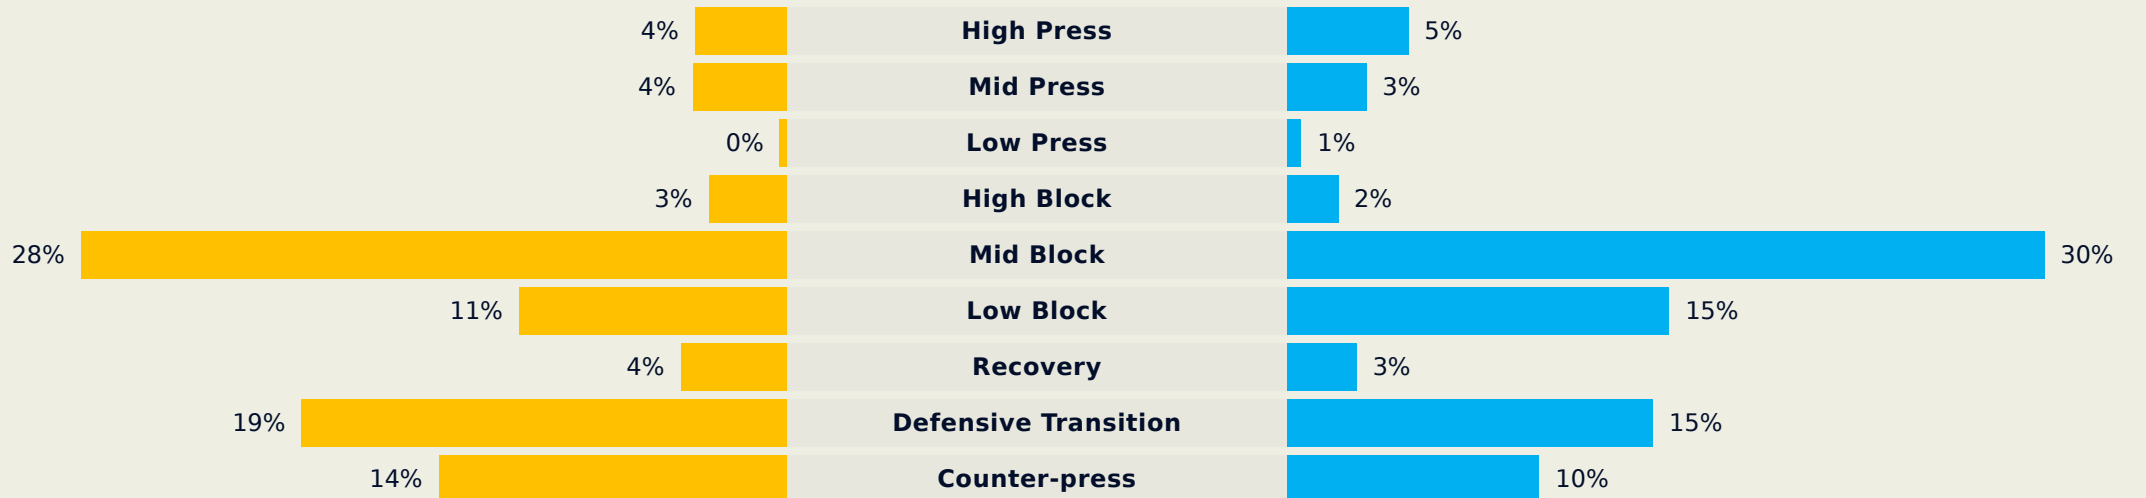 4% High Press 5%
4% Mid Press 3%
0% Low Press 1%
3% High Block 2%
28% Mid Block 30%
11% Low Block 15%
4% Recovery 3%
19% Defensive Transition 15%
14% Counter-press 10%